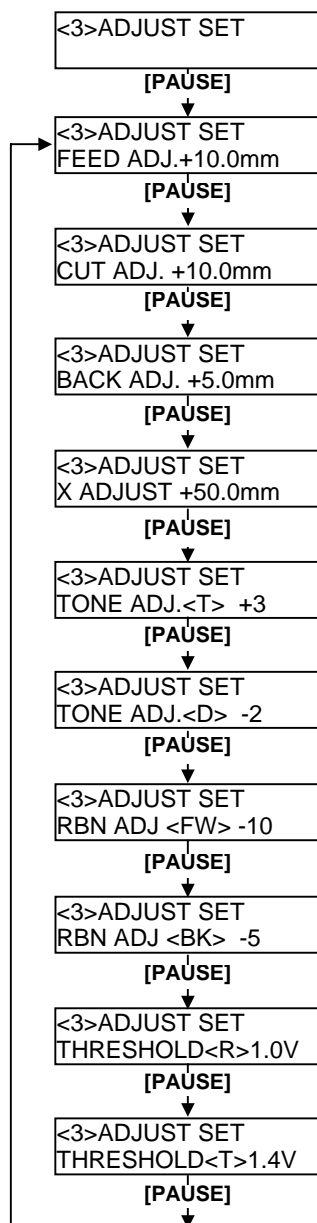 <3>ADJUST SET
[PAUSE]
<3>ADJUST SET
FEED ADJ.+10.0mm
[PAUSE]
<3>ADJUST SET
CUT ADJ. +10.0mm
[PAUSE]
<3>ADJUST SET
BACK ADJ. +5.0mm
[PAUSE]
<3>ADJUST SET
X ADJUST +50.0mm
[PAUSE]
<3>ADJUST SET
TONE ADJ.<T> +3
[PAUSE]
<3>ADJUST SET
TONE ADJ.<D> -2
[PAUSE]
<3>ADJUST SET
RBN ADJ <FW> -10
[PAUSE]
<3>ADJUST SET
RBN ADJ <BK> -5
[PAUSE]
<3>ADJUST SET
THRESHOLD<R>1.0V
[PAUSE]
<3>ADJUST SET
THRESHOLD<T>1.4V
[PAUSE]